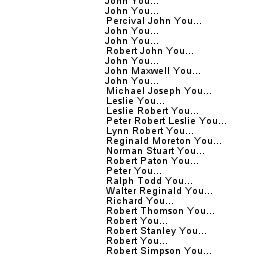 John You...
John You...
Percival John You...
John You...
John You...
Robert John You...
John You...
John Maxwell You...
John You...
Michael Joseph You...
Leslie You...
Leslie Robert You...
Peter Robert Leslie You...
Lynn Robert You...
Reginald Moreton You...
Norman Stuart You...
Robert Paton You...
Peter You...
Ralph Todd You...
Walter Reginald You...
Richard You...
Robert Thomson You...
Robert You...
Robert Stanley You...
Robert You...
Robert Simpson You...